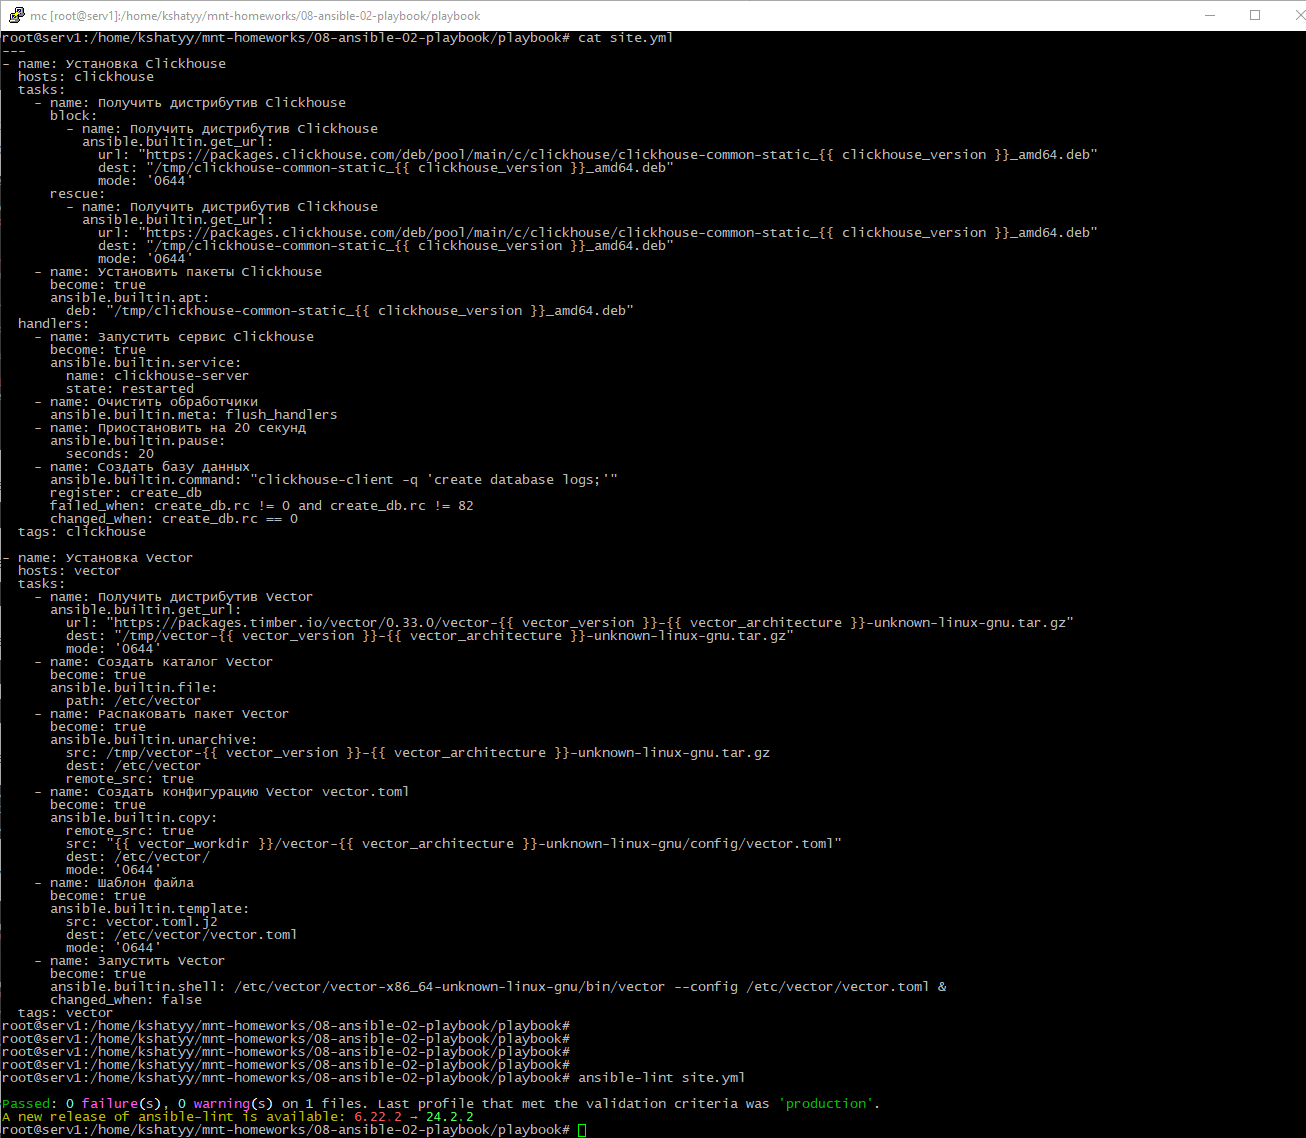 mc [root@serv1]:/home/kshatyy/mnt-homeworks/08-ansible-02-playbook/playbook
root@serv1:/home/kshatyy/mnt-homeworks/08-ansible-02-playbook/playbook# cat site.yml
---
- name: Установка Clickhouse
  hosts: clickhouse
  tasks:
    - name: Получить дистрибутив Clickhouse
      block:
        - name: Получить дистрибутив Clickhouse
          ansible.builtin.get_url:
            url: "https://packages.clickhouse.com/deb/pool/main/c/clickhouse/clickhouse-common-static_{{ clickhouse_version }}_amd64.deb"
            dest: "/tmp/clickhouse-common-static_{{ clickhouse_version }}_amd64.deb"
            mode: '0644'
      rescue:
        - name: Получить дистрибутив Clickhouse
          ansible.builtin.get_url:
            url: "https://packages.clickhouse.com/deb/pool/main/c/clickhouse/clickhouse-common-static_{{ clickhouse_version }}_amd64.deb"
            dest: "/tmp/clickhouse-common-static_{{ clickhouse_version }}_amd64.deb"
            mode: '0644'
    - name: Установить пакеты Clickhouse
      become: true
      ansible.builtin.apt:
        deb: "/tmp/clickhouse-common-static_{{ clickhouse_version }}_amd64.deb"
  handlers:
    - name: Запустить сервис Clickhouse
      become: true
      ansible.builtin.service:
        name: clickhouse-server
        state: restarted
    - name: Очистить обработчики
      ansible.builtin.meta: flush_handlers
    - name: Приостановить на 20 секунд
      ansible.builtin.pause:
        seconds: 20
    - name: Создать базу данных
      ansible.builtin.command: "clickhouse-client -q 'create database logs;'"
      register: create_db
      failed_when: create_db.rc != 0 and create_db.rc != 82
      changed_when: create_db.rc == 0
  tags: clickhouse

- name: Установка Vector
  hosts: vector
  tasks:
    - name: Получить дистрибутив Vector
      ansible.builtin.get_url:
        url: "https://packages.timber.io/vector/0.33.0/vector-{{ vector_version }}-{{ vector_architecture }}-unknown-linux-gnu.tar.gz"
        dest: "/tmp/vector-{{ vector_version }}-{{ vector_architecture }}-unknown-linux-gnu.tar.gz"
        mode: '0644'
    - name: Создать каталог Vector
      become: true
      ansible.builtin.file:
        path: /etc/vector
    - name: Распаковать пакет Vector
      become: true
      ansible.builtin.unarchive:
        src: /tmp/vector-{{ vector_version }}-{{ vector_architecture }}-unknown-linux-gnu.tar.gz
        dest: /etc/vector
        remote_src: true
    - name: Создать конфигурацию Vector vector.toml
      become: true
      ansible.builtin.copy:
        remote_src: true
        src: "{{ vector_workdir }}/vector-{{ vector_architecture }}-unknown-linux-gnu/config/vector.toml"
        dest: /etc/vector/
        mode: '0644'
    - name: Шаблон файла
      become: true
      ansible.builtin.template:
        src: vector.toml.j2
        dest: /etc/vector/vector.toml
        mode: '0644'
    - name: Запустить Vector
      become: true
      ansible.builtin.shell: /etc/vector/vector-x86_64-unknown-linux-gnu/bin/vector --config /etc/vector/vector.toml &
      changed_when: false
  tags: vector
root@serv1:/home/kshatyy/mnt-homeworks/08-ansible-02-playbook/playbook#
root@serv1:/home/kshatyy/mnt-homeworks/08-ansible-02-playbook/playbook#
root@serv1:/home/kshatyy/mnt-homeworks/08-ansible-02-playbook/playbook#
root@serv1:/home/kshatyy/mnt-homeworks/08-ansible-02-playbook/playbook#
root@serv1:/home/kshatyy/mnt-homeworks/08-ansible-02-playbook/playbook# ansible-lint site.yml

Passed: 0 failure(s), 0 warning(s) on 1 files. Last profile that met the validation criteria was 'production'.
A new release of ansible-lint is available: 6.22.2 → 24.2.2
root@serv1:/home/kshatyy/mnt-homeworks/08-ansible-02-playbook/playbook#